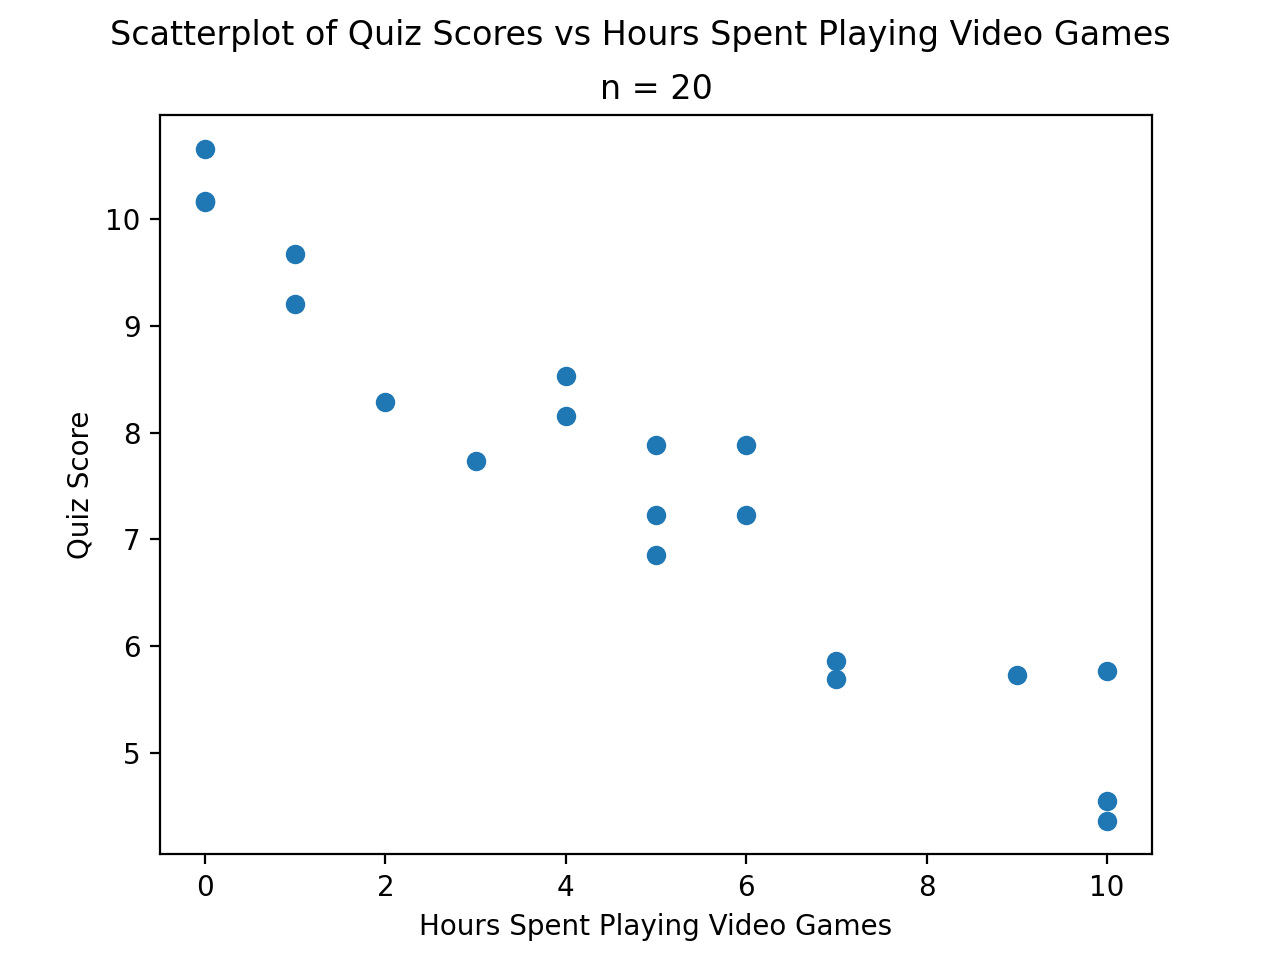 Scatterplot of Quiz Scores vs Hours Spent Playing Video Games
n = 20
10
9
8
7
6
5
Quiz Score
0 2 4 6 8 10
Hours Spent Playing Video Games